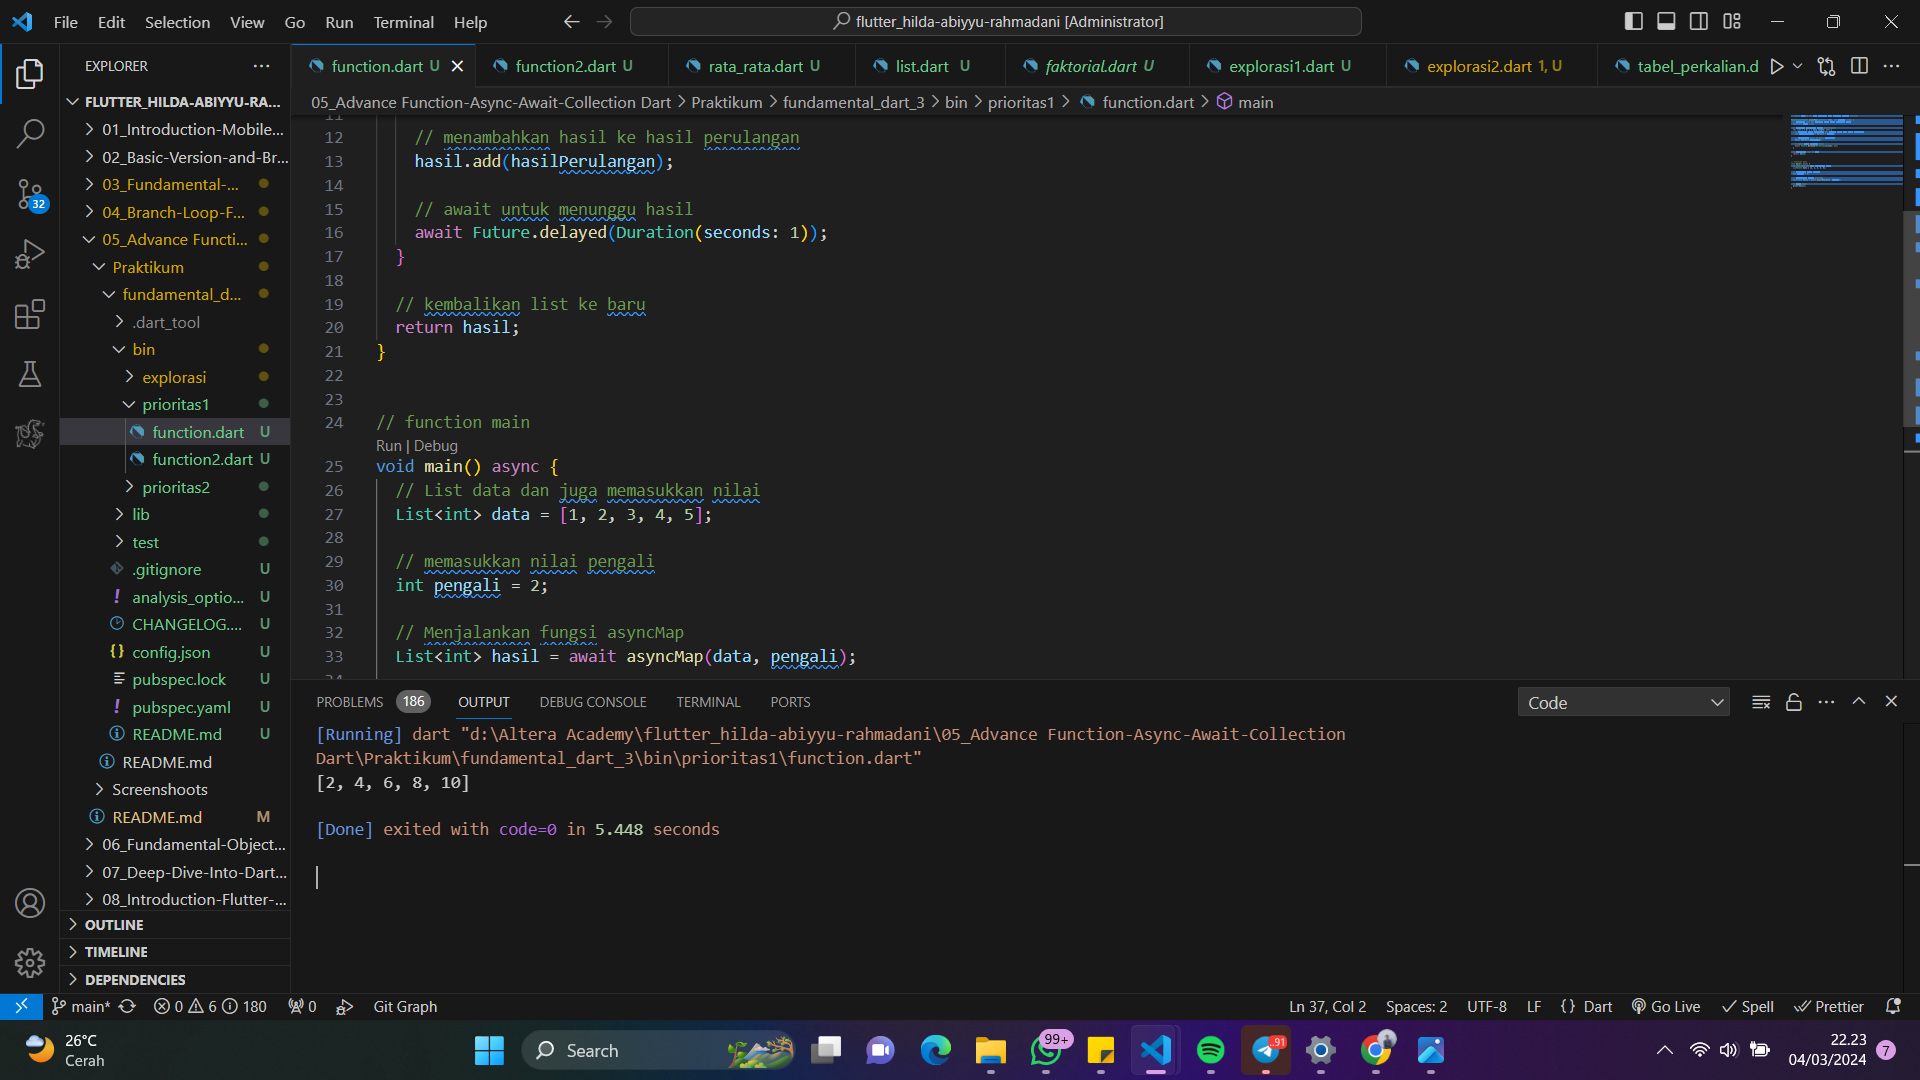 File Edit Selection View Go Run Terminal Help
flutter_hilda-abiyyu-rahmadani [Administrator]
EXPLORER
function.dart U
function2.dart U
rata_rata.dart U
list.dart U
faktorial.dart U
explorasi1.dart U
explorasi2.dart 1, U
tabel_perkalian.d
05_Advance Function-Async-Await-Collection Dart > Praktikum > fundamental_dart_3 > bin > prioritas1 > function.dart > main
FLUTTER_HILDA-ABIYYU-RA...
01_Introduction-Mobile...
02_Basic-Version-and-Br...
03_Fundamental-...
04_Branch-Loop-F...
05_Advance Functi...
Praktikum
fundamental_d...
.dart_tool
bin
explorasi
prioritas1
function.dart U
function2.dart U
prioritas2
lib
test
.gitignore U
analysis_optio... U
CHANGELOG.... U
config.json U
pubspec.lock U
pubspec.yaml U
README.md U
README.md
Screenshoots
README.md M
06_Fundamental-Object...
07_Deep-Dive-Into-Dart...
08_Introduction-Flutter-...
OUTLINE
TIMELINE
DEPENDENCIES
32
11
12 // menambahkan hasil ke hasil perulangan
13 hasil.add(hasilPerulangan);
14
15 // await untuk menunggu hasil
16 await Future.delayed(Duration(seconds: 1));
17 }
18
19 // kembalikan list ke baru
20 return hasil;
21 }
22
23
24 // function main
Run | Debug
25 void main() async {
26 // List data dan juga memasukkan nilai
27 List<int> data = [1, 2, 3, 4, 5];
28
29 // memasukkan nilai pengali
30 int pengali = 2;
31
32 // Menjalankan fungsi asyncMap
33 List<int> hasil = await asyncMap(data, pengali);
34
PROBLEMS 186 OUTPUT DEBUG CONSOLE TERMINAL PORTS
Code
[Running] dart "d:\Altera Academy\flutter_hilda-abiyyu-rahmadani\05_Advance Function-Async-Await-Collection
Dart\Praktikum\fundamental_dart_3\bin\prioritas1\function.dart"
[2, 4, 6, 8, 10]
[Done] exited with code=0 in 5.448 seconds
main* 0 6 180 0 Git Graph
Ln 37, Col 2 Spaces: 2 UTF-8 LF {} Dart Go Live Spell Prettier
26°C
Cerah
Search
99+
91
22.23
04/03/2024
7